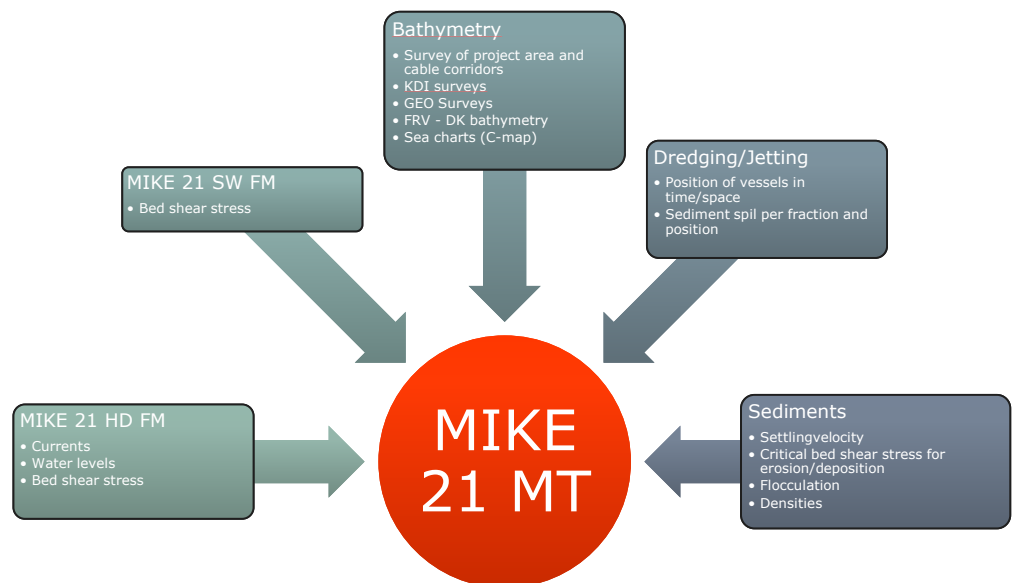 Bathymetry
• Survey of project area and
cable corridors
• KDI surveys
• GEO Surveys
• FRV - DK bathymetry
• Sea charts (C-map)
Dredging/Jetting
• Position of vessels in
time/space
• Sediment spil per fraction and
position
MIKE 21 SW FM
• Bed shear stress
MIKE 21 HD FM
• Currents
• Water levels
• Bed shear stress
MIKE
21 MT
Sediments
• Settlingvelocity
• Critical bed shear stress for
erosion/deposition
• Flocculation
• Densities